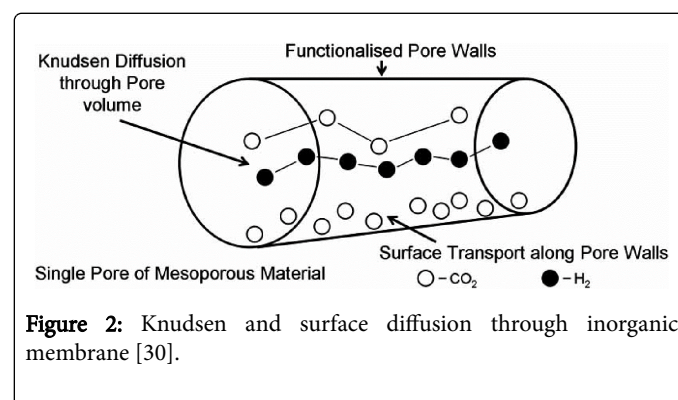 Functionalised Pore Walls
Knudsen Diffusion
through Pore
volume
Surface Transport along Pore Walls
Single Pore of Mesoporous Material
–CO₂ –H₂
Figure 2: Knudsen and surface diffusion through inorganic
membrane [30].